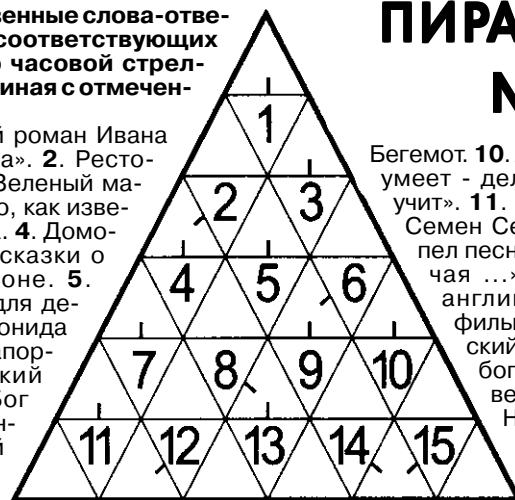 венные слова-отве-
соответствующих
часовой стрел-
иная с отмечен-
ПИРА
роман Ивана
а». 2. Ресто-
Зеленый ма-
о, как изве-
4. Домо-
сказки о
оне. 5.
для де-
онида
апор-
кий
Бог
н-
й
Бегемот. 10.
умеет - дел
учит». 11.
Семен Се
пел песн
чая ...»
англи
филь
ский
бог
ве
Н
1
2 3
4 5 6
7 8 9 10
11 12 13 14 15